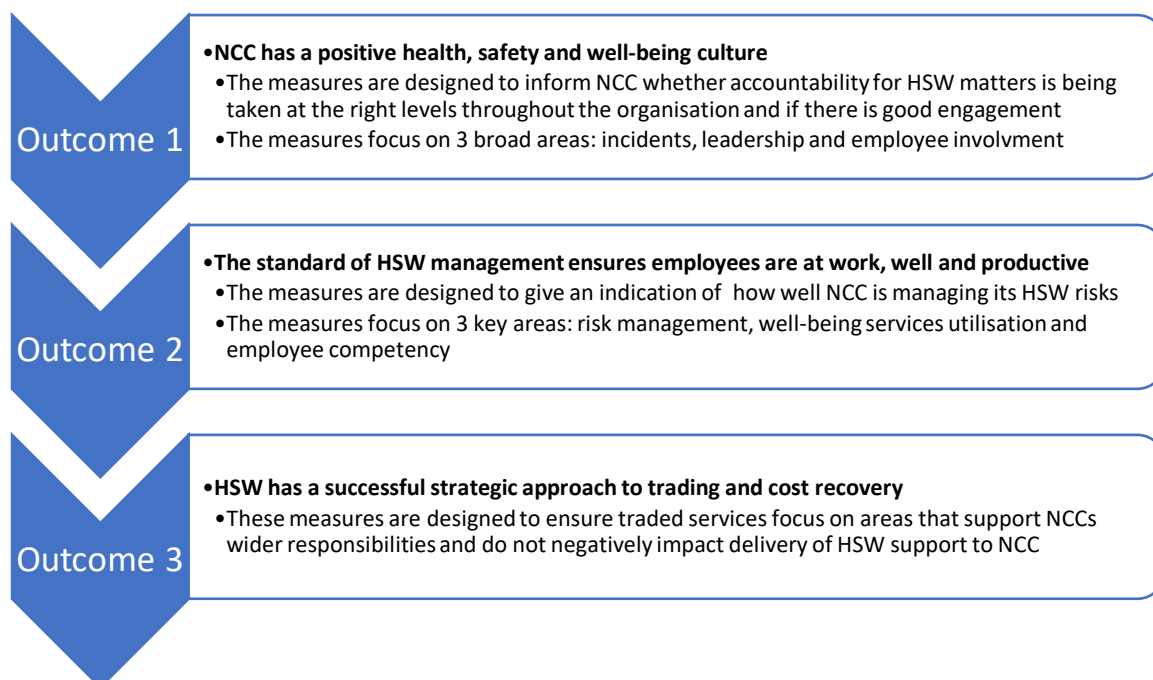 Outcome 1
•NCC has a positive health, safety and well-being culture
•The measures are designed to inform NCC whether accountability for HSW matters is being
taken at the right levels throughout the organisation and if there is good engagement
•The measures focus on 3 broad areas: incidents, leadership and employee involvment
Outcome 2
•The standard of HSW management ensures employees are at work, well and productive
•The measures are designed to give an indication of how well NCC is managing its HSW risks
•The measures focus on 3 key areas: risk management, well-being services utilisation and
employee competency
Outcome 3
•HSW has a successful strategic approach to trading and cost recovery
•These measures are designed to ensure traded services focus on areas that support NCCs
wider responsibilities and do not negatively impact delivery of HSW support to NCC